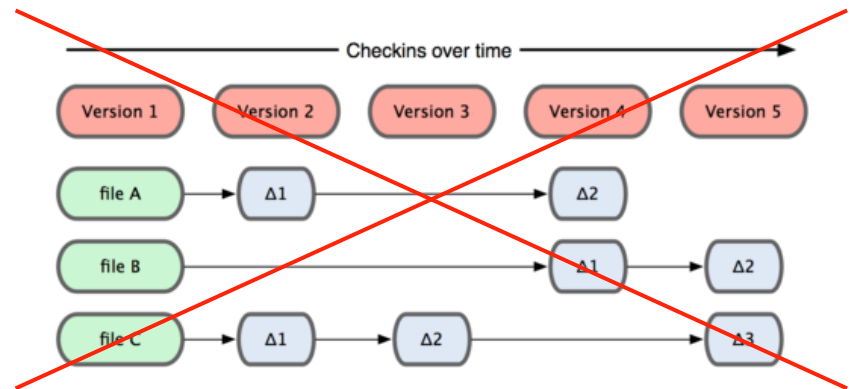 Checkins over time
Version 1 Version 2 Version 3 Version 4 Version 5
file A Δ1 Δ2
file B Δ1 Δ2
file C Δ1 Δ2 Δ3